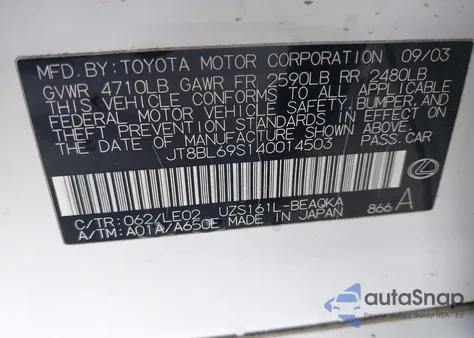 MFD.BY:TOYOTA MOTOR CORPORATION 09/03
GVWR 4710LB GAWR FR 2590LB RR 2480LB
THIS VEHICLE CONFORMS TO ALL APPLICABLE
FEDERAL MOTOR VEHICLE SAFETY,BUMPER,AND
THEFT PREVENTION STANDARDS IN EFFECT ON
THE DATE OF MANUFACTURE SHOWN ABOVE.
JT8BL69S140014503 PASS.CAR
C/TR:062/LE02 UZS161L-BEAQKA
A/TM:A01A/A650E MADE IN JAPAN 866 A
autoSnap